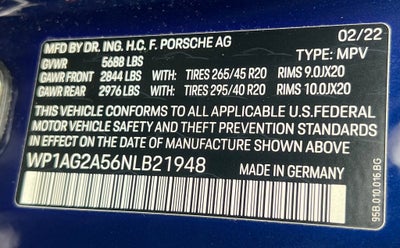 MFD BY DR. ING. H.C. F. PORSCHE AG 02/22
GVWR 5688 LBS TYPE: MPV
GAWR FRONT 2844 LBS WITH: TIRES 265/45 R20 RIMS 9.0JX20
GAWR REAR 2976 LBS WITH: TIRES 295/40 R20 RIMS 10.0JX20
THIS VEHICLE CONFORMS TO ALL APPLICABLE U.S.FEDERAL
MOTOR VEHICLE SAFETY AND THEFT PREVENTION STANDARDS
IN EFFECT ON THE DATE OF MANUFACTURE SHOWN ABOVE
WP1AG2A56NLB21948
MADE IN GERMANY
95B.010.016.BG